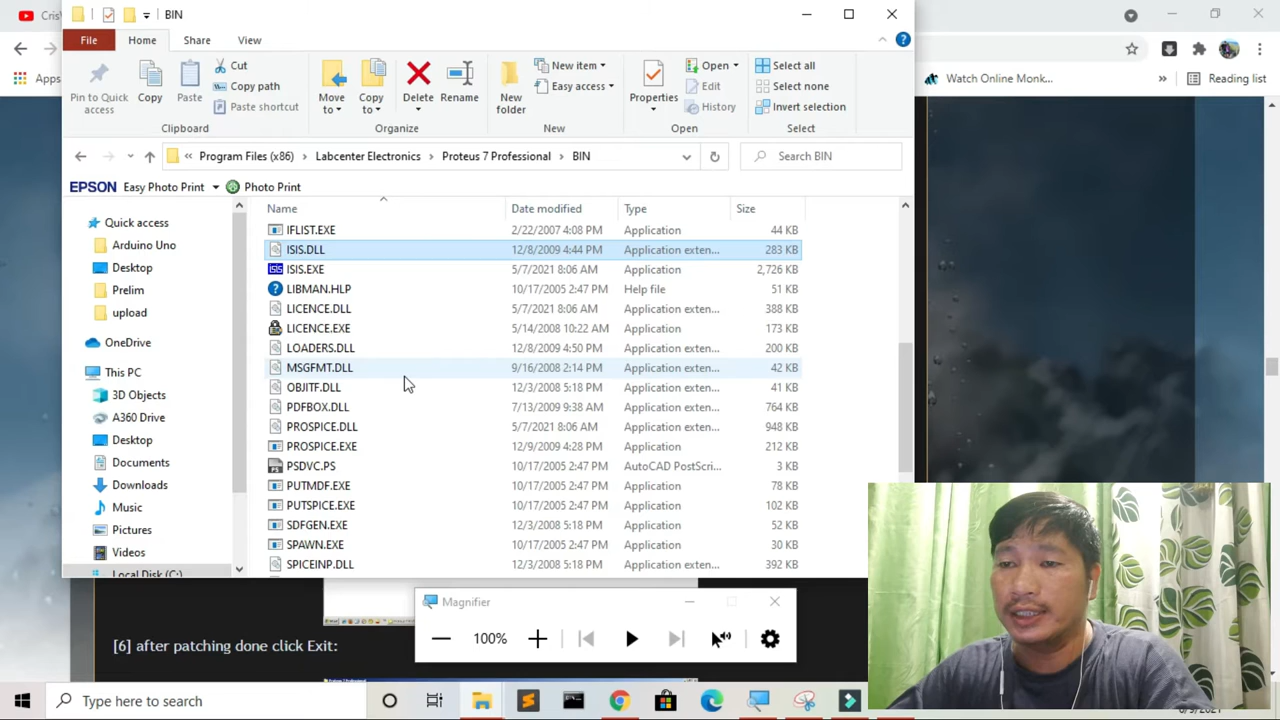 CrisV
BIN
File
Home
Share
View
Pin to Quick access
Copy
Paste
Cut
Copy path
Paste shortcut
Clipboard
Move to
Copy to
Delete
Rename
Organize
New folder
New item
Easy access
New
Properties
Open
Edit
History
Open
Select all
Select none
Invert selection
Select
Apps
Watch Online Monk...
»
Reading list
« Program Files (x86) > Labcenter Electronics > Proteus 7 Professional > BIN
Search BIN
EPSON Easy Photo Print Photo Print
Quick access
Arduino Uno
Desktop
Prelim
upload
OneDrive
This PC
3D Objects
A360 Drive
Desktop
Documents
Downloads
Music
Pictures
Videos
Local Disk (C:)
Name Date modified Type Size
IFLIST.EXE 2/22/2007 4:08 PM Application 44 KB
ISIS.DLL 12/8/2009 4:44 PM Application exten... 283 KB
ISIS.EXE 5/7/2021 8:06 AM Application 2,726 KB
LIBMAN.HLP 10/17/2005 2:47 PM Help file 51 KB
LICENCE.DLL 5/7/2021 8:06 AM Application exten... 388 KB
LICENCE.EXE 5/14/2008 10:22 AM Application 173 KB
LOADERS.DLL 12/8/2009 4:50 PM Application exten... 200 KB
MSGFMT.DLL 9/16/2008 2:14 PM Application exten... 42 KB
OBJITF.DLL 12/3/2008 5:18 PM Application exten... 41 KB
PDFBOX.DLL 7/13/2009 9:38 AM Application exten... 764 KB
PROSPICE.DLL 5/7/2021 8:06 AM Application exten... 948 KB
PROSPICE.EXE 12/9/2009 4:28 PM Application 212 KB
PSDVC.PS 10/17/2005 2:47 PM AutoCAD PostScri... 3 KB
PUTMDF.EXE 10/17/2005 2:47 PM Application 78 KB
PUTSPICE.EXE 10/17/2005 2:47 PM Application 102 KB
SDFGEN.EXE 12/3/2008 5:18 PM Application 52 KB
SPAWN.EXE 10/17/2005 2:47 PM Application 30 KB
SPICEINP.DLL 12/3/2008 5:18 PM Application exten... 392 KB
Magnifier
100%
[6] after patching done click Exit:
Type here to search